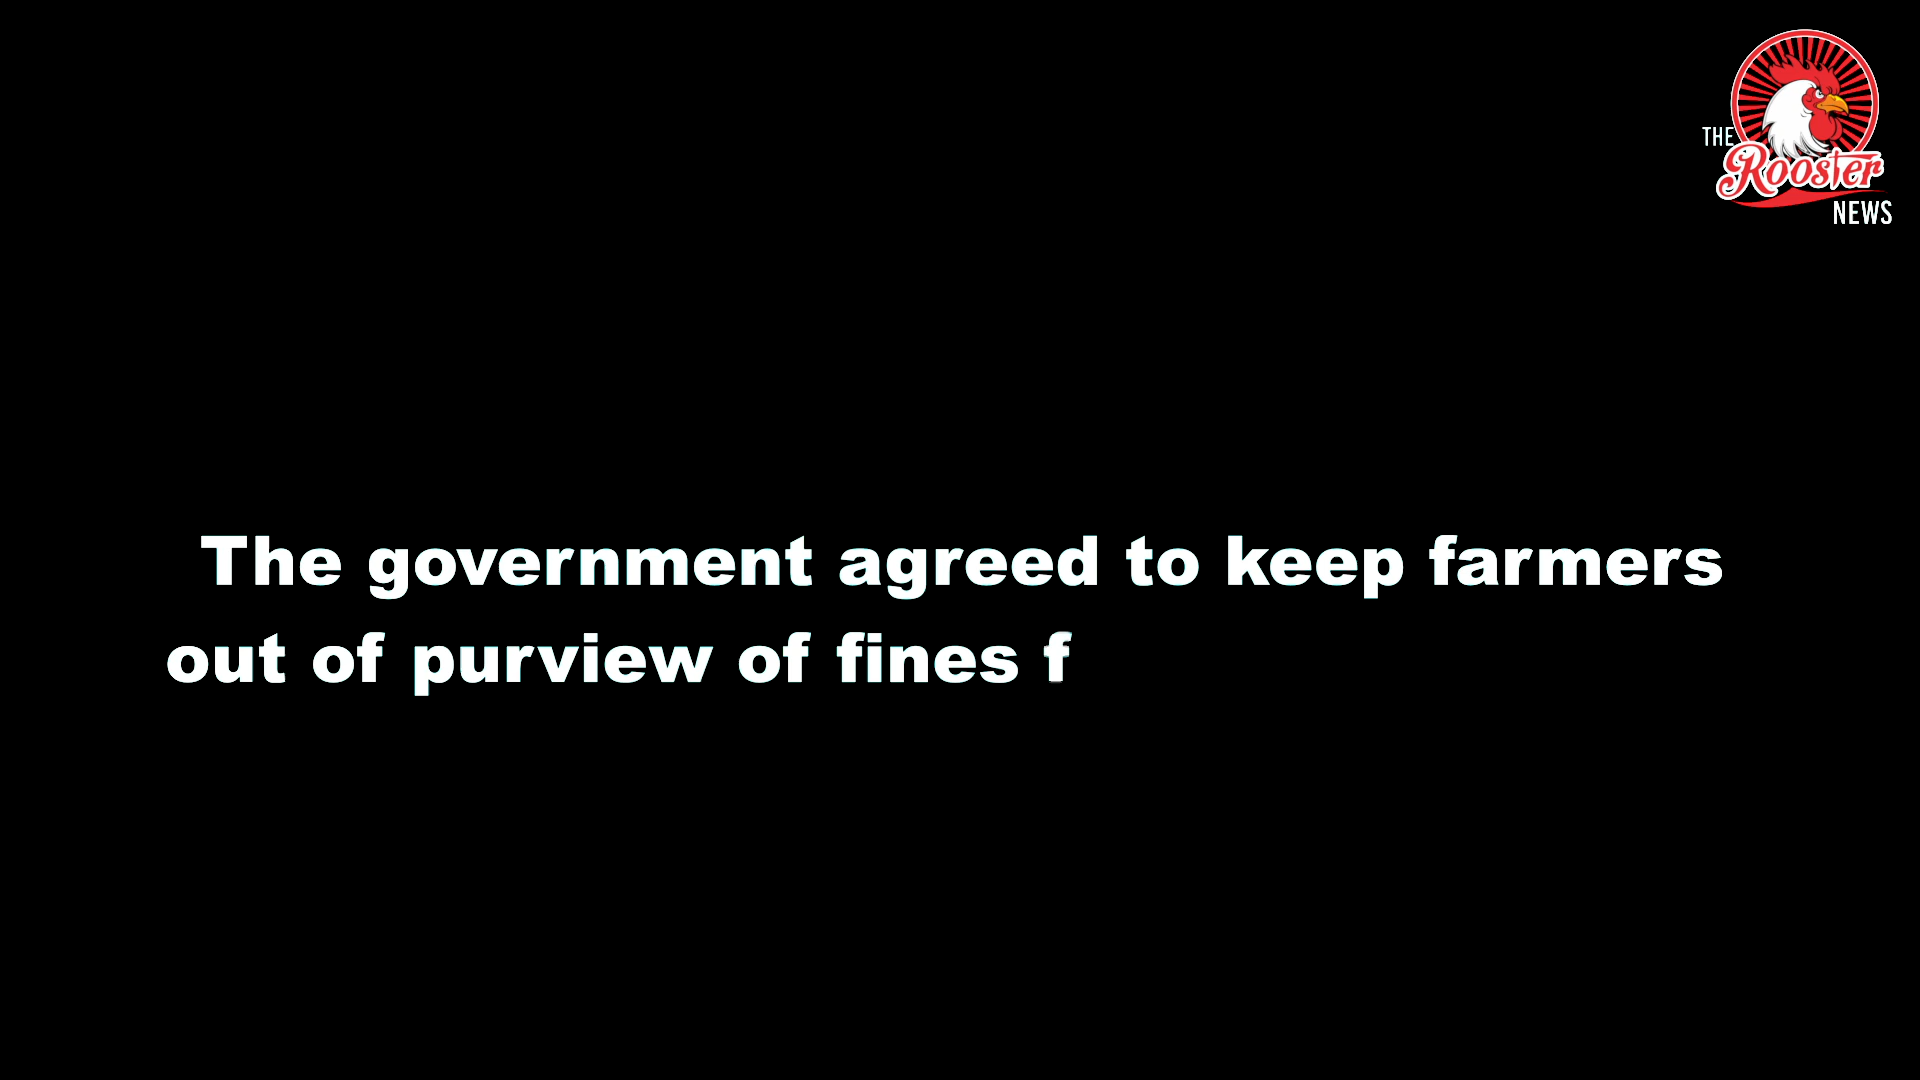 THE
Rooster
NEWS
The government agreed to keep farmers
out of purview of fines f